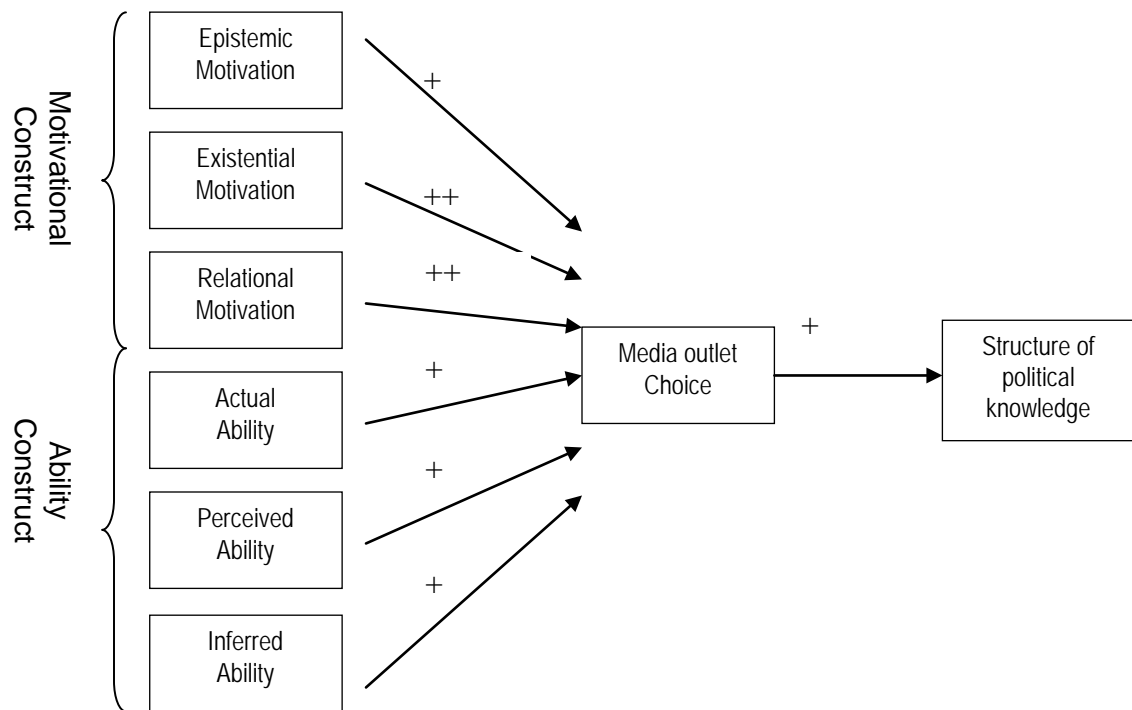 Motivational
Construct
Epistemic
Motivation
+
Existential
Motivation
++
Relational
Motivation
++
Ability
Construct
Actual
Ability
+
Perceived
Ability
+
Inferred
Ability
+
Media outlet
Choice
+
Structure of
political
knowledge